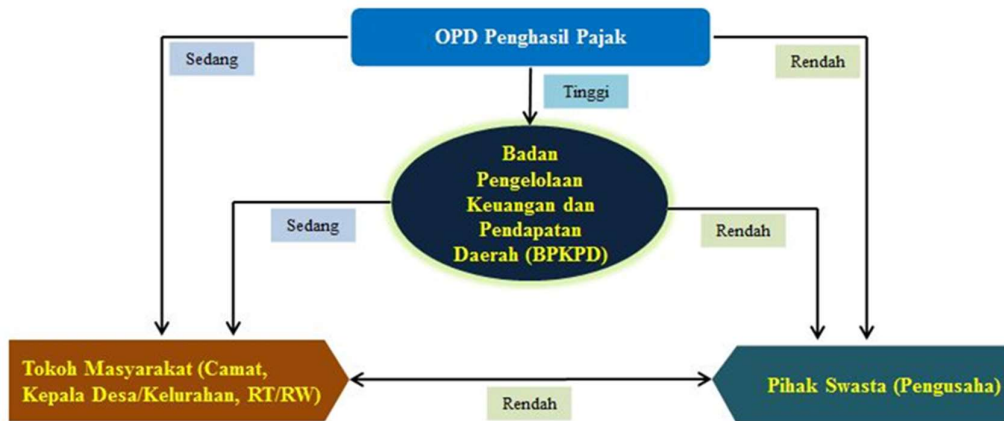 OPD Penghasil Pajak
Sedang
Rendah
Tinggi
Badan
Pengelolaan
Keuangan dan
Pendapatan
Daerah (BPKPD)
Sedang
Rendah
Tokoh Masyarakat (Camat,
Kepala Desa/Kelurahan, RT/RW)
Pihak Swasta (Pengusaha)
Rendah